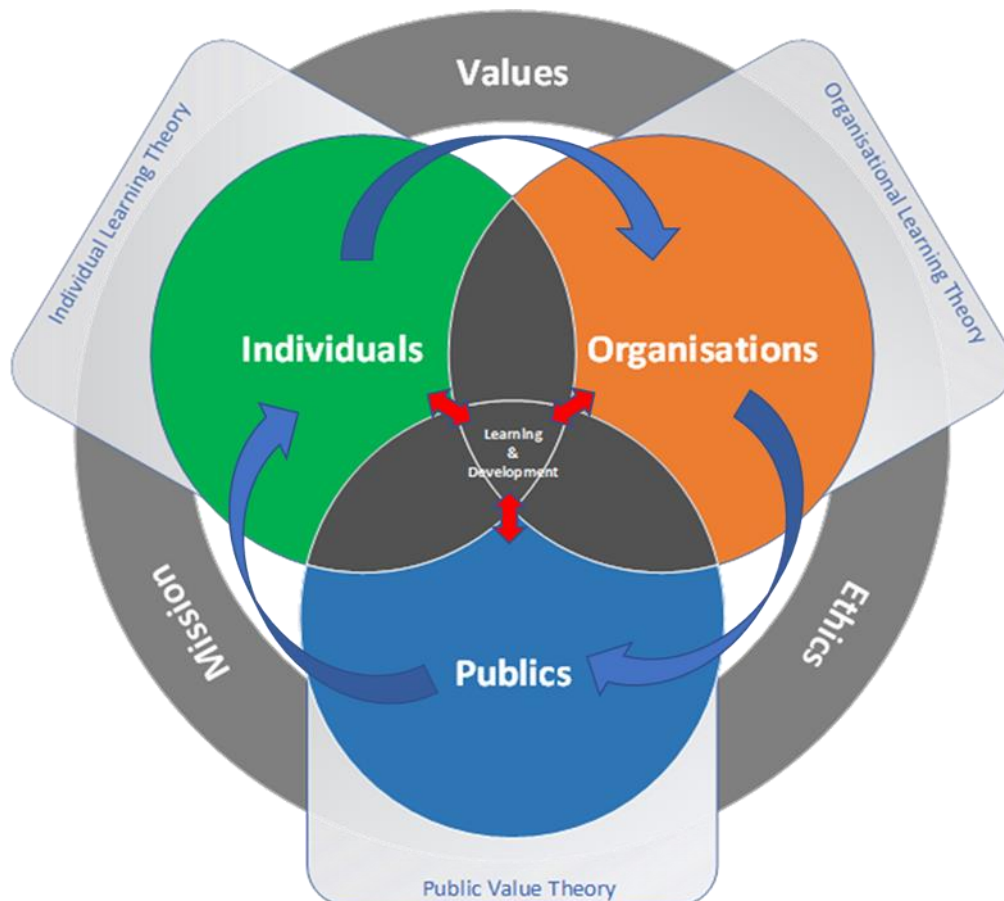 Values
Individual Learning Theory
Organisational Learning Theory
Individuals
Organisations
Learning
&
Development
Mission
Ethics
Publics
Public Value Theory